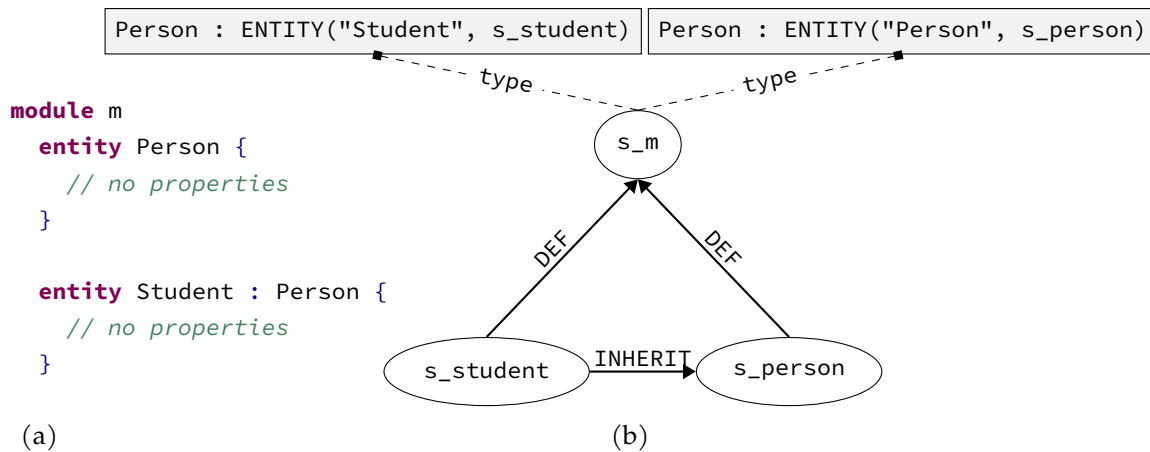 Person : ENTITY("Student", s_student)
Person : ENTITY("Person", s_person)
type
type
module m
entity Person {
// no properties
}
entity Student : Person {
// no properties
}
s_m
DEF
DEF
s_student
INHERIT
s_person
(a)
(b)